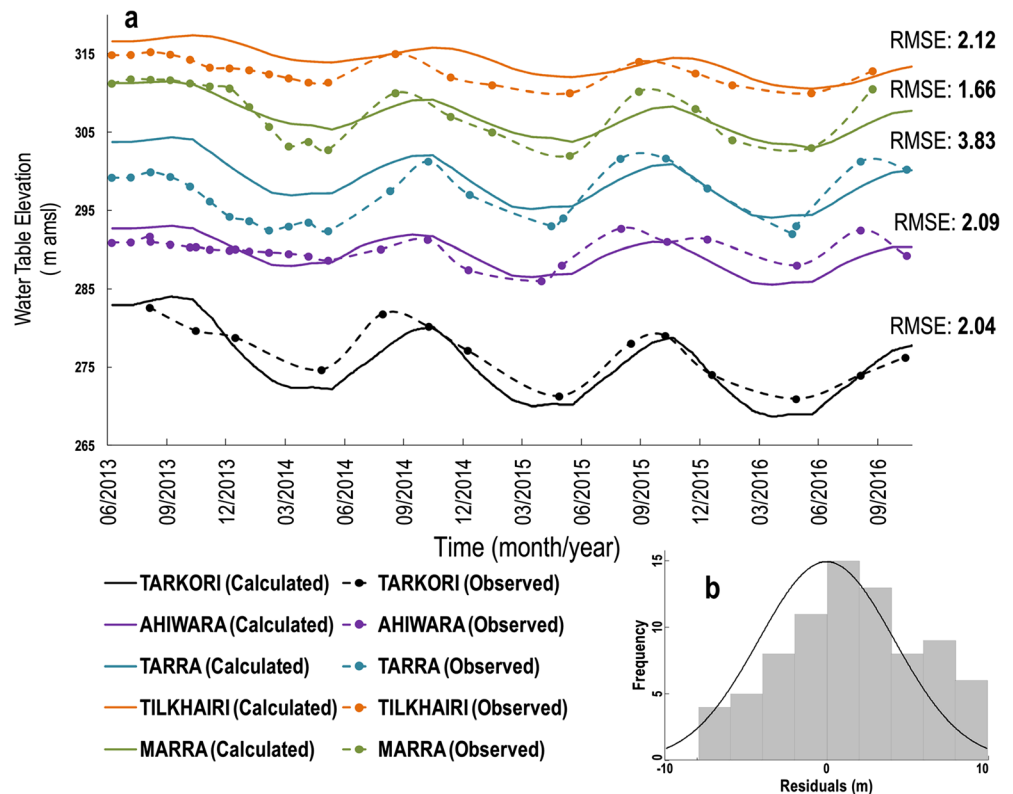 a
RMSE: 2.12
RMSE: 1.66
RMSE: 3.83
RMSE: 2.09
RMSE: 2.04
Water Table Elevation
( m amsl)
315
305
295
285
275
265
06/2013
09/2013
12/2013
03/2014
06/2014
09/2014
12/2014
03/2015
06/2015
09/2015
12/2015
03/2016
06/2016
09/2016
Time (month/year)
TARKORI (Calculated)
TARKORI (Observed)
AHIWARA (Calculated)
AHIWARA (Observed)
TARRA (Calculated)
TARRA (Observed)
TILKHAIRI (Calculated)
TILKHAIRI (Observed)
MARRA (Calculated)
MARRA (Observed)
b
Frequency
15
10
5
0
-10
0
10
Residuals (m)